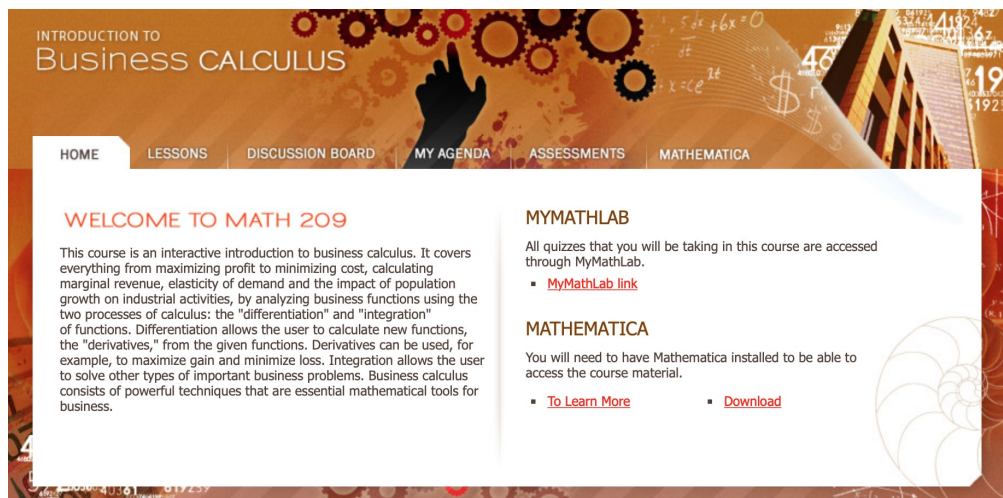 INTRODUCTION TO
Business CALCULUS
HOME
LESSONS
DISCUSSION BOARD
MY AGENDA
ASSESSMENTS
MATHEMATICA
WELCOME TO MATH 209
This course is an interactive introduction to business calculus. It covers
everything from maximizing profit to minimizing cost, calculating
marginal revenue, elasticity of demand and the impact of population
growth on industrial activities, by analyzing business functions using the
two processes of calculus: the "differentiation" and "integration"
of functions. Differentiation allows the user to calculate new functions,
the "derivatives," from the given functions. Derivatives can be used, for
example, to maximize gain and minimize loss. Integration allows the user
to solve other types of important business problems. Business calculus
consists of powerful techniques that are essential mathematical tools for
business.
MYMATHLAB
All quizzes that you will be taking in this course are accessed
through MyMathLab.
▪ MyMathLab link
MATHEMATICA
You will need to have Mathematica installed to be able to
access the course material.
▪ To Learn More
▪ Download